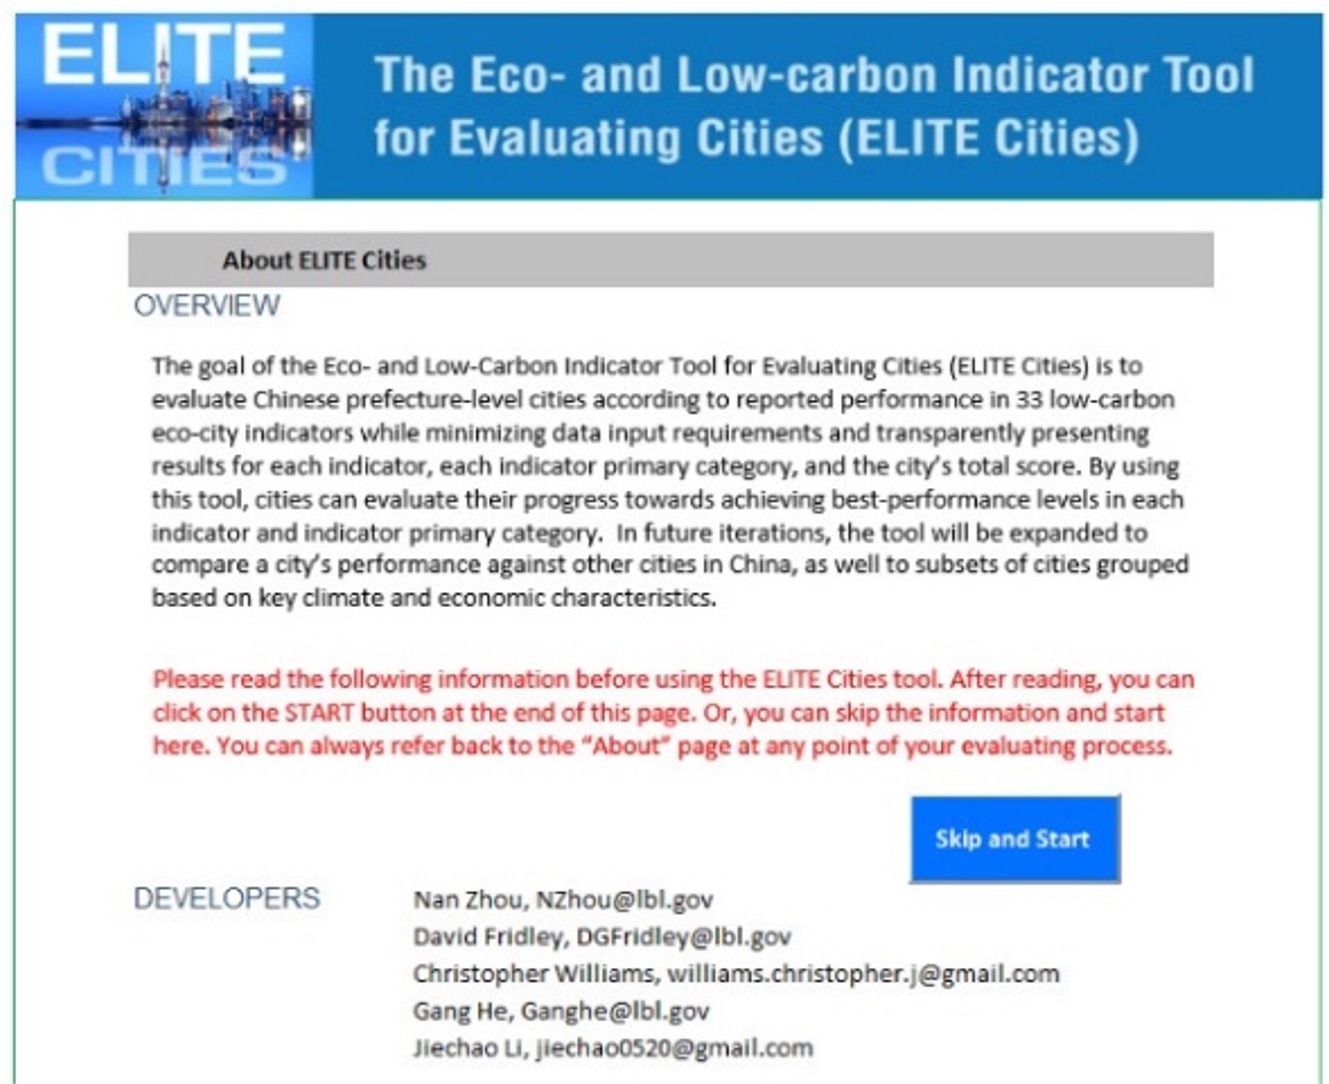 ELITE
CITIES
The Eco- and Low-carbon Indicator Tool
for Evaluating Cities (ELITE Cities)
About ELITE Cities
OVERVIEW
The goal of the Eco- and Low-Carbon Indicator Tool for Evaluating Cities (ELITE Cities) is to
evaluate Chinese prefecture-level cities according to reported performance in 33 low-carbon
eco-city indicators while minimizing data input requirements and transparently presenting
results for each indicator, each indicator primary category, and the city's total score. By using
this tool, cities can evaluate their progress towards achieving best-performance levels in each
indicator and indicator primary category.  In future iterations, the tool will be expanded to
compare a city's performance against other cities in China, as well to subsets of cities grouped
based on key climate and economic characteristics.
Please read the following information before using the ELITE Cities tool. After reading, you can
click on the START button at the end of this page. Or, you can skip the information and start
here. You can always refer back to the "About" page at any point of your evaluating process.
Skip and Start
DEVELOPERS
Nan Zhou, NZhou@lbl.gov
David Fridley, DGFridley@lbl.gov
Christopher Williams, williams.christopher.j@gmail.com
Gang He, Ganghe@lbl.gov
Jiechao Li, jiechao0520@gmail.com